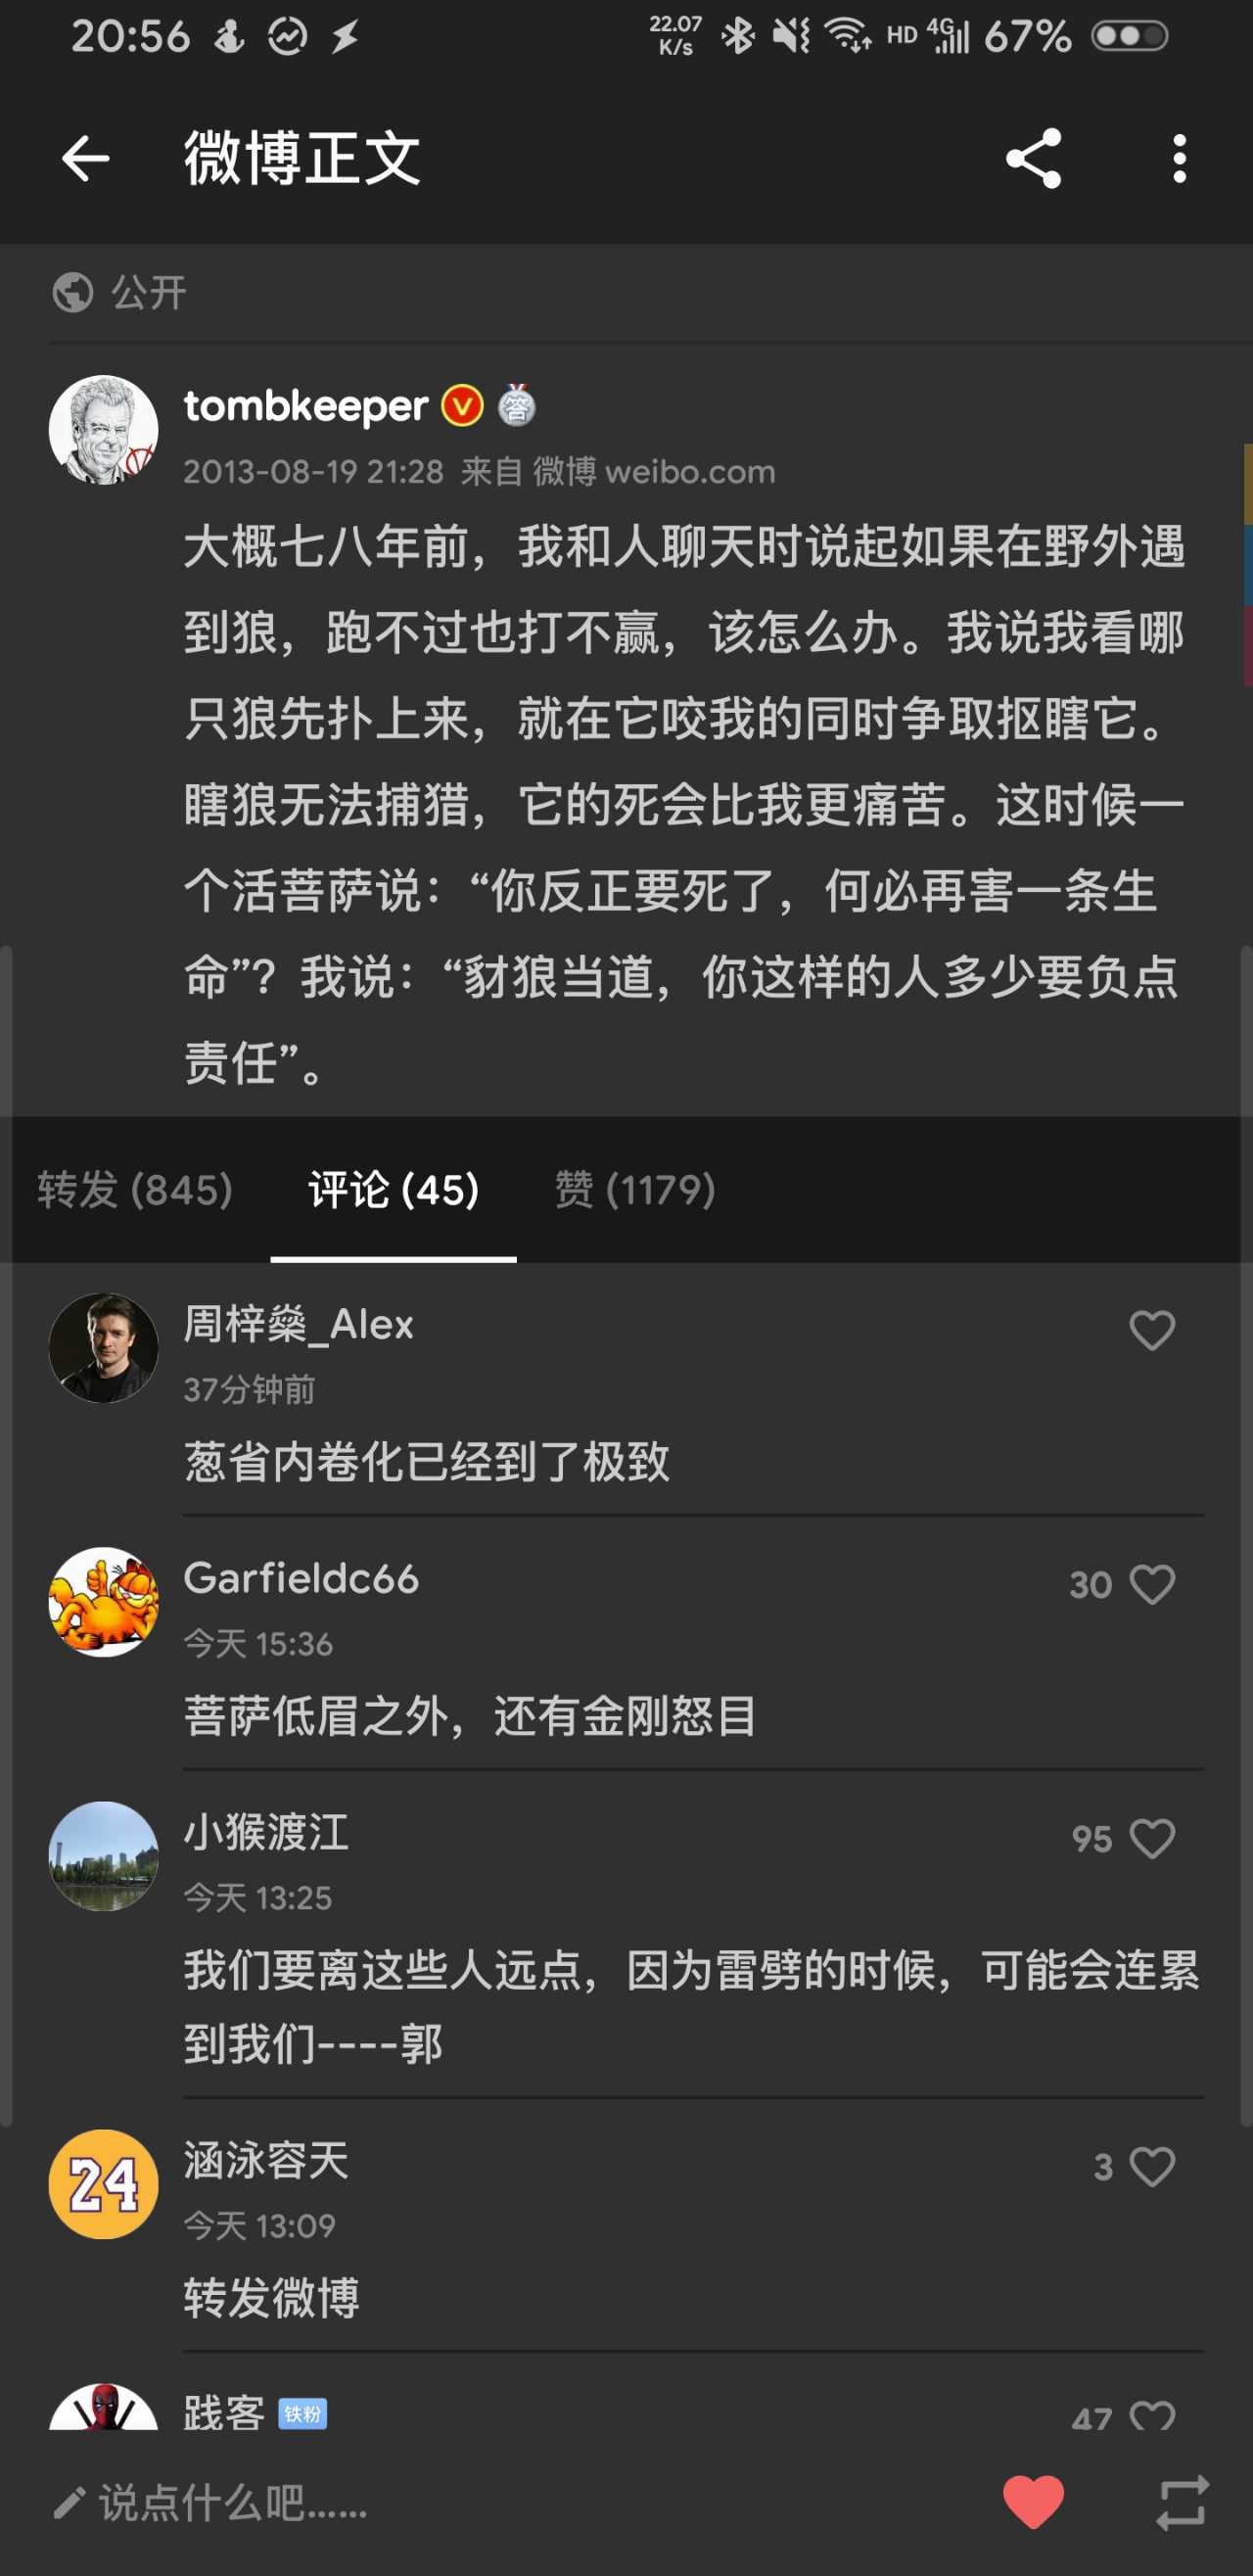 20:56
22.07
K/s
HD 4G 67%
微博正文
公开
tombkeeper V 答
2013-08-19 21:28 来自 微博 weibo.com
大概七八年前，我和人聊天时说起如果在野外遇
到狼，跑不过也打不赢，该怎么办。我说我看哪
只狼先扑上来，就在它咬我的同时争取抠瞎它。
瞎狼无法捕猎，它的死会比我更痛苦。这时候一
个活菩萨说：“你反正要死了，何必再害一条生
命”？我说：“豺狼当道，你这样的人多少要负点
责任”。
转发 (845) 评论 (45) 赞 (1179)
周梓燊_Alex
37分钟前
葱省内卷化已经到了极致
Garfieldc66
30
今天 15:36
菩萨低眉之外，还有金刚怒目
小猴渡江
95
今天 13:25
我们要离这些人远点，因为雷劈的时候，可能会连累
到我们----郭
24
涵泳容天
3
今天 13:09
转发微博
践客 铁粉
47
说点什么吧......